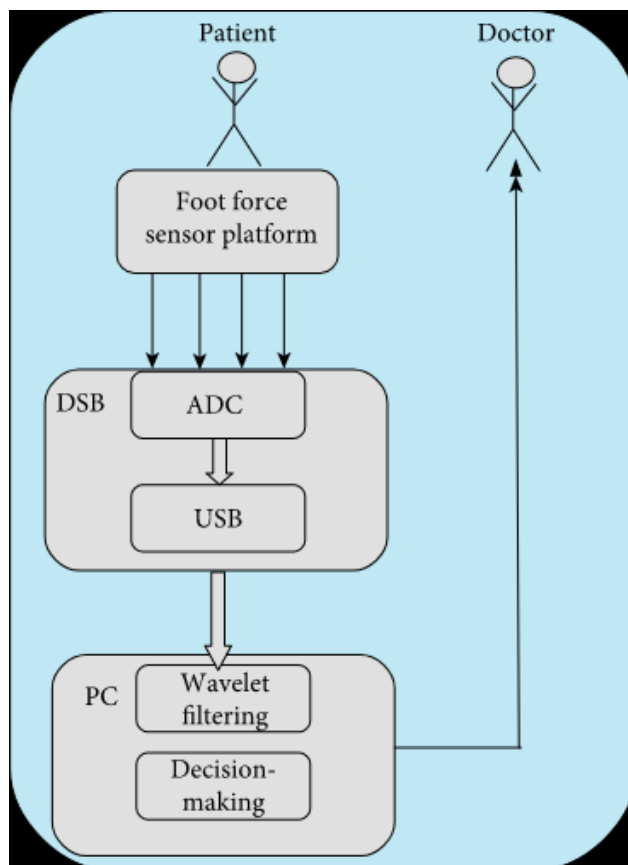 Patient
Doctor
Foot force
sensor platform
DSB
ADC
USB
PC
Wavelet
filtering
Decision-
making